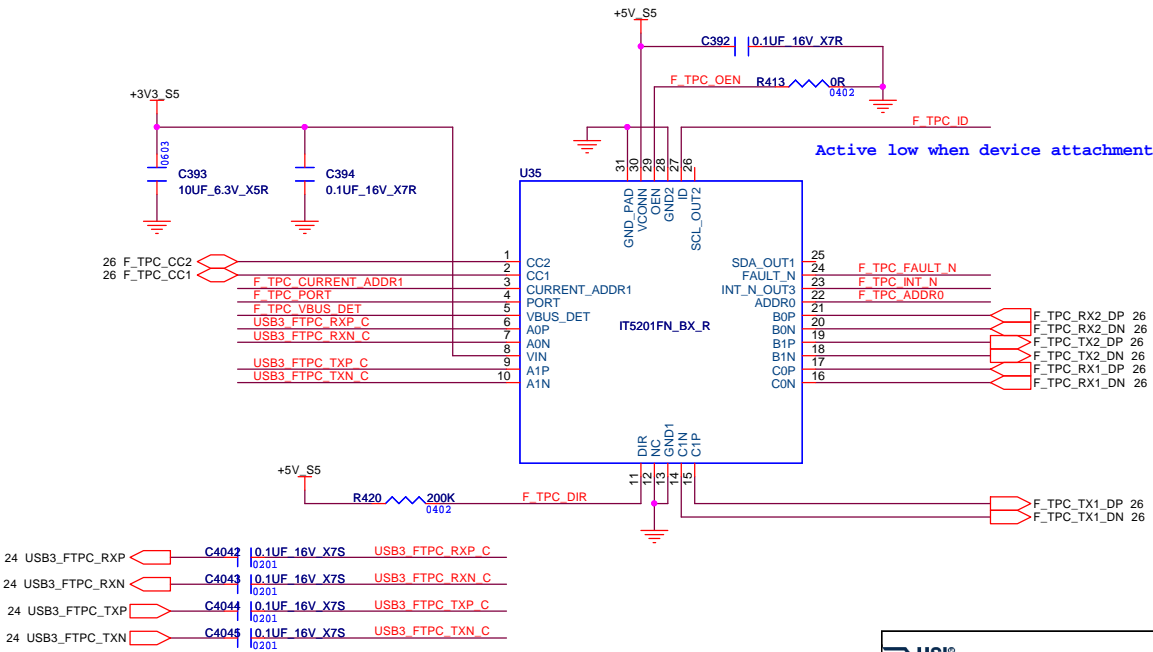 +5V_S5
C392 0.1UF_16V_X7R
F_TPC_OEN R413 0R
0402
+3V3_S5
F_TPC_ID
Active low when device attachment
0603
C393
10UF_6.3V_X5R
C394
0.1UF_16V_X7R
U35
31 30 29 28 27 26
GND_PAD VCONN OEN GND2 ID SCL_OUT2
26 F_TPC_CC2 1 CC2
26 F_TPC_CC1 2 CC1
F_TPC_CURRENT_ADDR1 3 CURRENT_ADDR1
F_TPC_PORT 4 PORT
F_TPC_VBUS_DET 5 VBUS_DET
USB3_FTPC_RXP_C 6 A0P
USB3_FTPC_RXN_C 7 A0N
8 VIN
USB3_FTPC_TXP_C 9 A1P
USB3_FTPC_TXN_C 10 A1N
IT5201FN_BX_R
SDA_OUT1 25
FAULT_N 24 F_TPC_FAULT_N
INT_N_OUT3 23 F_TPC_INT_N
ADDR0 22 F_TPC_ADDR0
B0P 21 F_TPC_RX2_DP 26
B0N 20 F_TPC_RX2_DN 26
B1P 19 F_TPC_TX2_DP 26
B1N 18 F_TPC_TX2_DN 26
C0P 17 F_TPC_RX1_DP 26
C0N 16 F_TPC_RX1_DN 26
DIR NC GND1 C1N C1P
11 12 13 14 15
+5V_S5
R420 200K F_TPC_DIR
0402
F_TPC_TX1_DP 26
F_TPC_TX1_DN 26
24 USB3_FTPC_RXP C4042 0.1UF_16V_X7S USB3_FTPC_RXP_C
0201
24 USB3_FTPC_RXN C4043 0.1UF_16V_X7S USB3_FTPC_RXN_C
0201
24 USB3_FTPC_TXP C4044 0.1UF_16V_X7S USB3_FTPC_TXP_C
0201
24 USB3_FTPC_TXN C4045 0.1UF_16V_X7S USB3_FTPC_TXN_C
0201